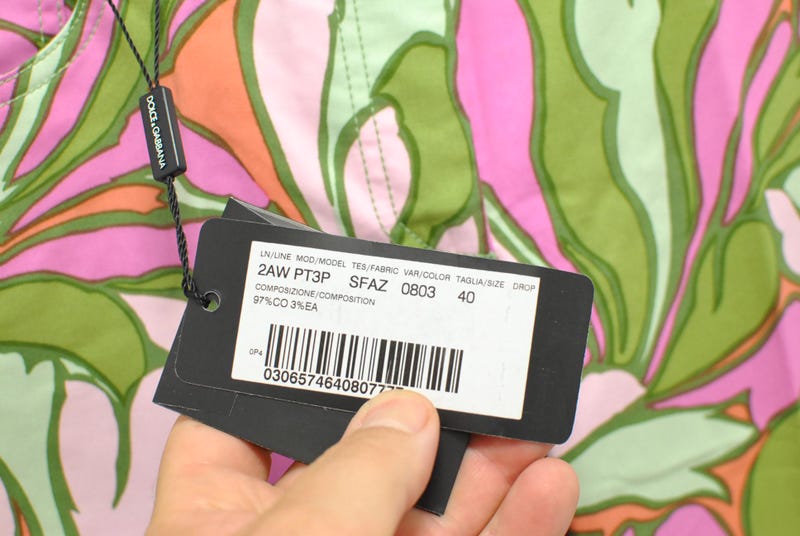 DOLCE & GABBANA
LN/LINE MOD/MODEL TES/FABRIC VAR/COLOR TAGLIA/SIZE DROP
2AW PT3P SFAZ 0803 40
COMPOSIZIONE/COMPOSITION
97%CO 3%EA
0P4